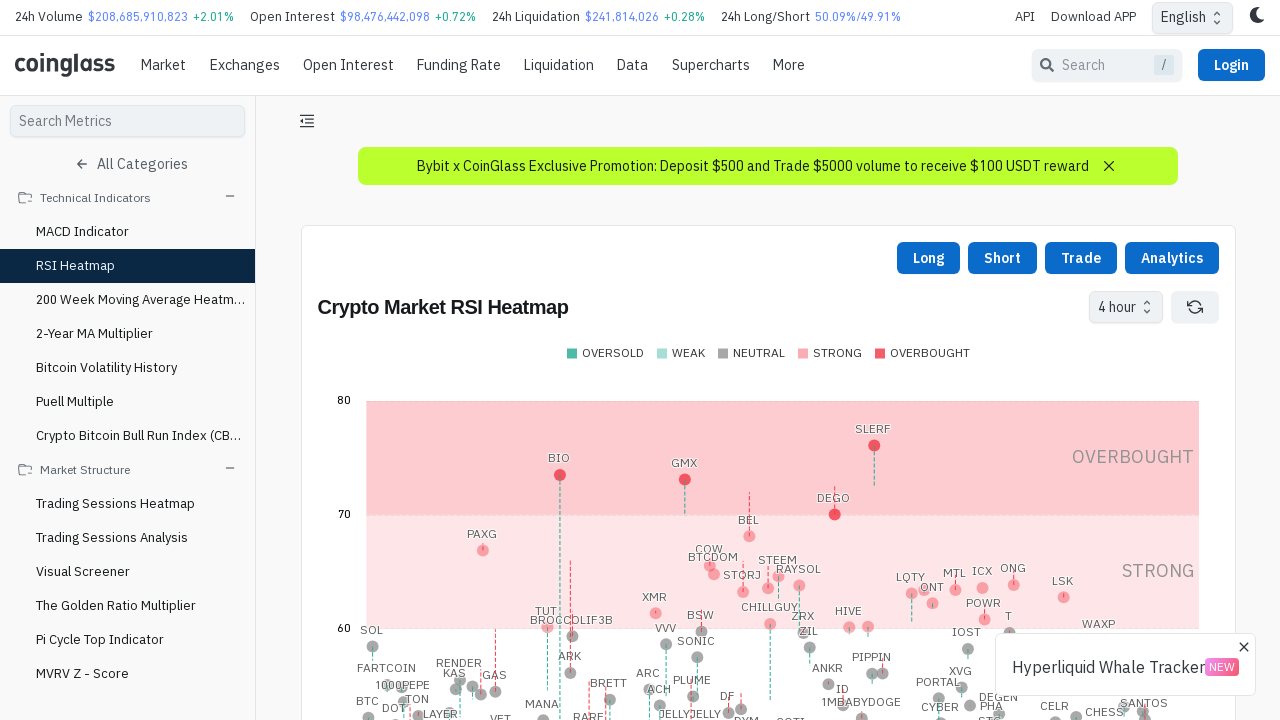 24h Volume $208,685,910,823 +2.01% Open Interest $98,476,442,098 +0.72% 24h Liquidation $241,814,026 +0.28% 24h Long/Short 50.09%/49.91% API Download APP English
coinglass Market Exchanges Open Interest Funding Rate Liquidation Data Supercharts More Search / Login
Search Metrics
All Categories
Technical Indicators
MACD Indicator
RSI Heatmap
200 Week Moving Average Heatm...
2-Year MA Multiplier
Bitcoin Volatility History
Puell Multiple
Crypto Bitcoin Bull Run Index (CB...
Market Structure
Trading Sessions Heatmap
Trading Sessions Analysis
Visual Screener
The Golden Ratio Multiplier
Pi Cycle Top Indicator
MVRV Z - Score
Bybit x CoinGlass Exclusive Promotion: Deposit $500 and Trade $5000 volume to receive $100 USDT reward
Long Short Trade Analytics
Crypto Market RSI Heatmap 4 hour
OVERSOLD WEAK NEUTRAL STRONG OVERBOUGHT
80
SLERF
OVERBOUGHT
BIO
GMX
DEGO
70
BEL
PAXG
COW
BTCDOM
STEEM
RAYSOL
STORJ
LQTY
ONT
MTL
ICX
ONG
STRONG
LSK
XMR
CHILLGUY
POWR
TUT
BROCCOLIF3B
BSW
ZRX
HIVE
T
WAXP
60
SOL
VVV
SONIC
ZIL
IOST
ARK
PIPPIN
FARTCOIN
RENDER
KAS
GAS
ARC
PLUME
ANKR
XVG
1000PEPE
BRETT
ACH
ID
PORTAL
BTC
TON
DOT
LAYER
MANA
DF
1MBABYDOGE
DEGEN
CYBER
PHA
CELR
CHESS
SANTOS
VET
RARE
JELLYJELLY
Hyperliquid Whale Tracker NEW